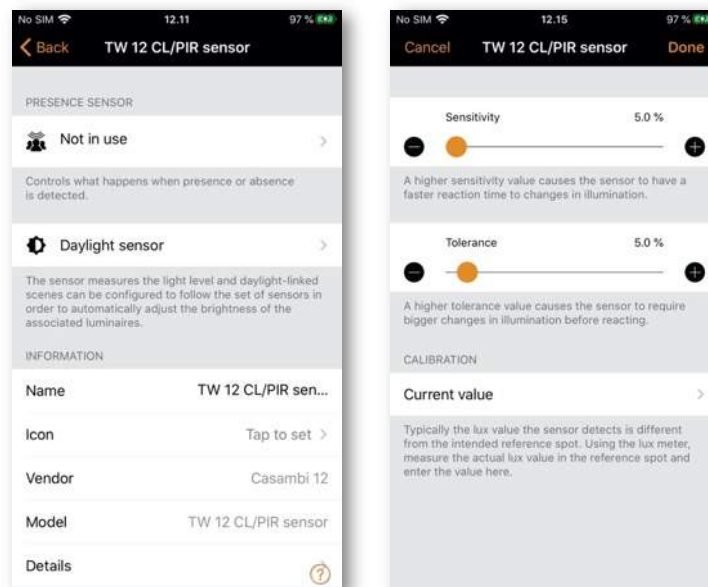 No SIM 12.11 97 %
Back TW 12 CL/PIR sensor
PRESENCE SENSOR
Not in use
Controls what happens when presence or absence
is detected.
Daylight sensor
The sensor measures the light level and daylight-linked
scenes can be configured to follow the set of sensors in
order to automatically adjust the brightness of the
associated luminaires.
INFORMATION
Name TW 12 CL/PIR sen...
Icon Tap to set
Vendor Casambi 12
Model TW 12 CL/PIR sensor
Details
?
No SIM 12.15 97 %
Cancel TW 12 CL/PIR sensor Done
Sensitivity 5.0 %
A higher sensitivity value causes the sensor to have a
faster reaction time to changes in illumination.
Tolerance 5.0 %
A higher tolerance value causes the sensor to require
bigger changes in illumination before reacting.
CALIBRATION
Current value
Typically the lux value the sensor detects is different
from the intended reference spot. Using the lux meter,
measure the actual lux value in the reference spot and
enter the value here.